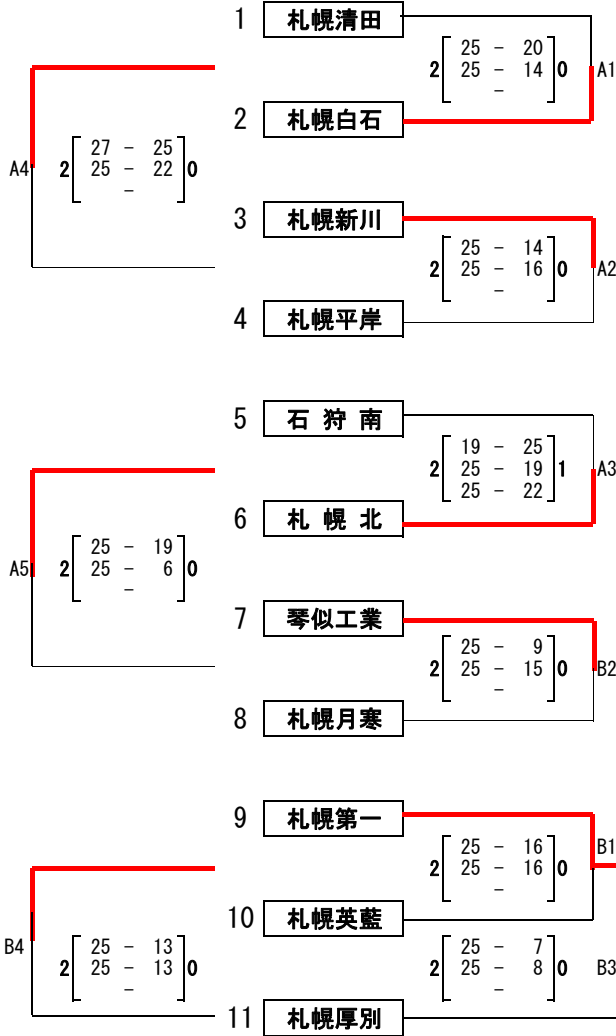 1 札幌清田
2 [ 25 - 20 ] 0 A1
25 - 14
-
2 札幌白石
A4 2 [ 27 - 25 ] 0
25 - 22
-
3 札幌新川
2 [ 25 - 14 ] 0 A2
25 - 16
-
4 札幌平岸
5 石狩南
2 [ 19 - 25 ] 1 A3
25 - 19
25 - 22
6 札幌北
A5 2 [ 25 - 19 ] 0
25 - 6
-
7 琴似工業
2 [ 25 - 9 ] 0 B2
25 - 15
-
8 札幌月寒
9 札幌第一
2 [ 25 - 16 ] 0 B1
25 - 16
-
10 札幌英藍
B4 2 [ 25 - 13 ] 0
25 - 13
-
2 [ 25 - 7 ] 0 B3
25 - 8
-
11 札幌厚別